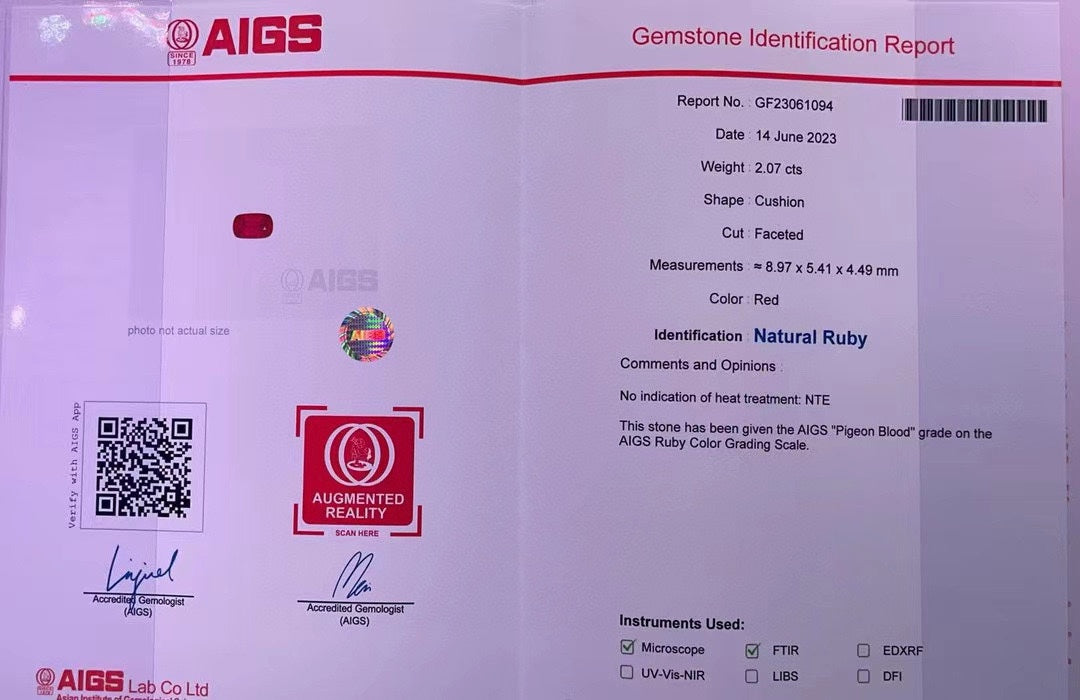 AIGS
SINCE
1978
Gemstone Identification Report
Report No. : GF23061094
Date : 14 June 2023
Weight : 2.07 cts
Shape : Cushion
Cut : Faceted
Measurements : ≈ 8.97 x 5.41 x 4.49 mm
Color : Red
Identification : Natural Ruby
Comments and Opinions :
No indication of heat treatment: NTE
This stone has been given the AIGS "Pigeon Blood" grade on the
AIGS Ruby Color Grading Scale.
AIGS
photo not actual size
AIGS
Verify with AIGS App
AUGMENTED
REALITY
SCAN HERE
Accredited Gemologist
(AIGS)
Accredited Gemologist
(AIGS)
Instruments Used:
Microscope FTIR EDXRF
UV-Vis-NIR LIBS DFI
AIGS Lab Co Ltd
Asian Institute of